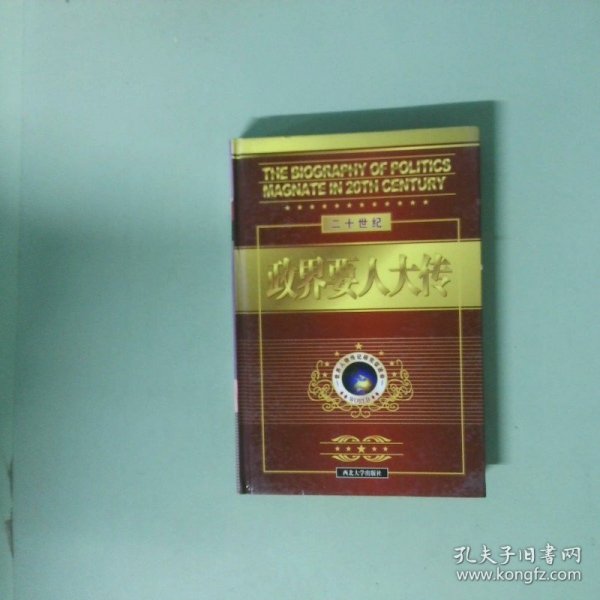 THE BIOGRAPHY OF POLITICS
MAGNATE IN 20TH CENTURY
二十世纪
政界要人大传
WORLD
西北大学出版社
孔夫子旧书网
www.kongfz.com